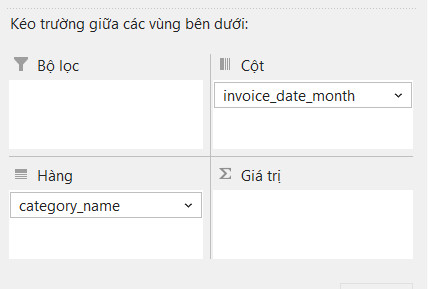 Kéo trường giữa các vùng bên dưới:
Bộ lọc
Cột
invoice_date_month
Hàng
Giá trị
category_name